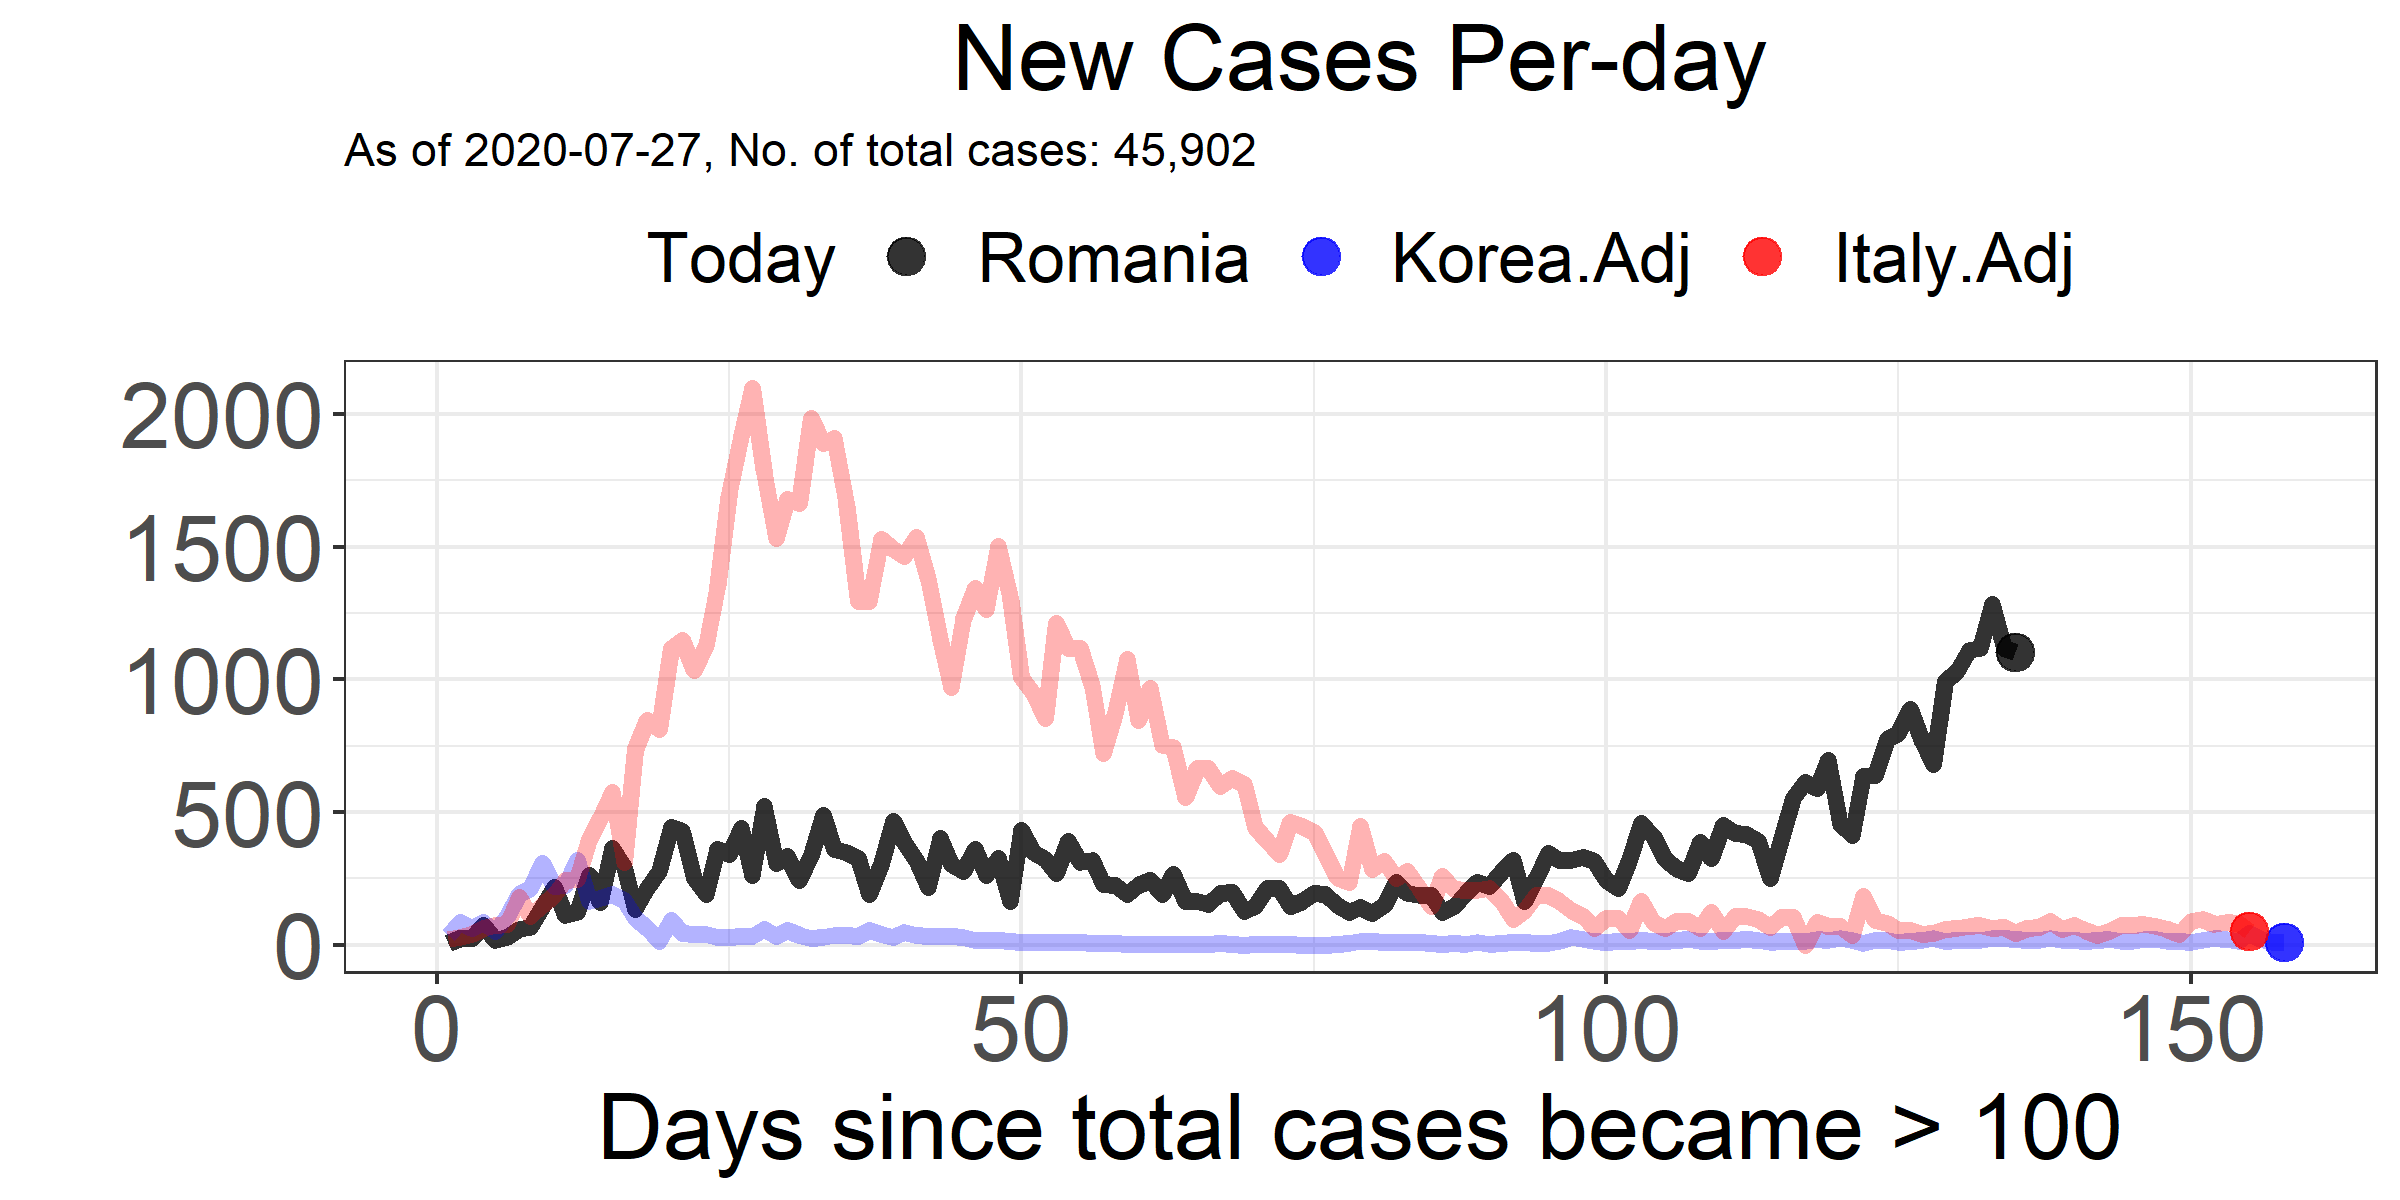 New Cases Per-day
As of 2020-07-27, No. of total cases: 45,902
Today Romania Korea.Adj Italy.Adj
2000
1500
1000
500
0
0 50 100 150
Days since total cases became > 100